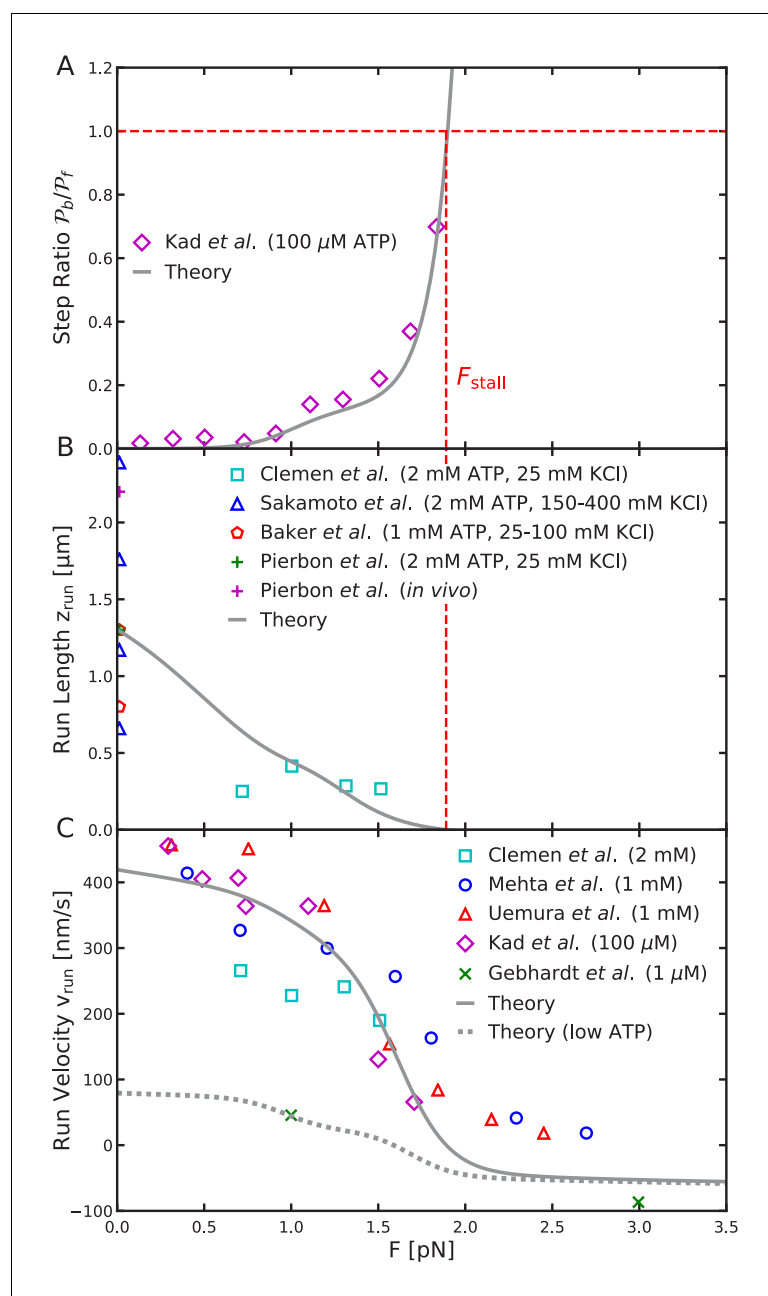 A
1.2
1.0
0.8
0.6
0.4
0.2
0.0
Step Ratio 𝒫b/𝒫f
Kad et al. (100 μM ATP)
Theory
Fstall
B
2.0
1.5
1.0
0.5
0.0
Run Length zrun [μm]
Clemen et al. (2 mM ATP, 25 mM KCl)
Sakamoto et al. (2 mM ATP, 150-400 mM KCl)
Baker et al. (1 mM ATP, 25-100 mM KCl)
Pierbon et al. (2 mM ATP, 25 mM KCl)
Pierbon et al. (in vivo)
Theory
C
400
300
200
100
0
−100
Run Velocity vrun [nm/s]
Clemen et al. (2 mM)
Mehta et al. (1 mM)
Uemura et al. (1 mM)
Kad et al. (100 μM)
Gebhardt et al. (1 μM)
Theory
Theory (low ATP)
0.0 0.5 1.0 1.5 2.0 2.5 3.0 3.5
F [pN]